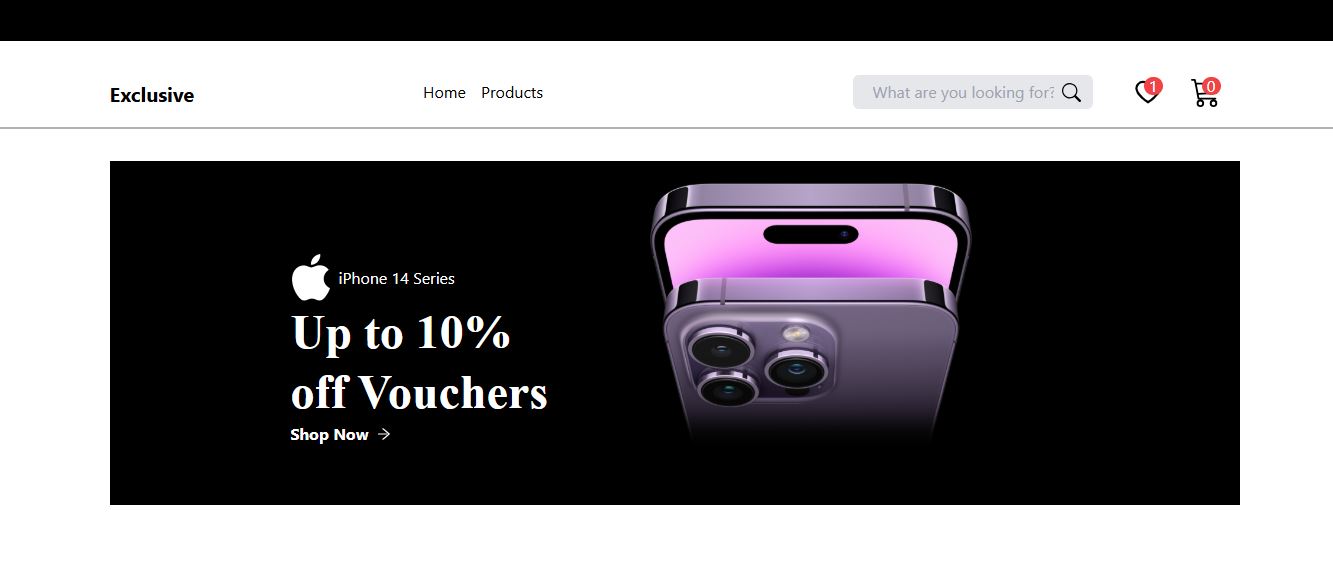 Exclusive
Home Products
What are you looking for?
1
0
iPhone 14 Series
Up to 10%
off Vouchers
Shop Now